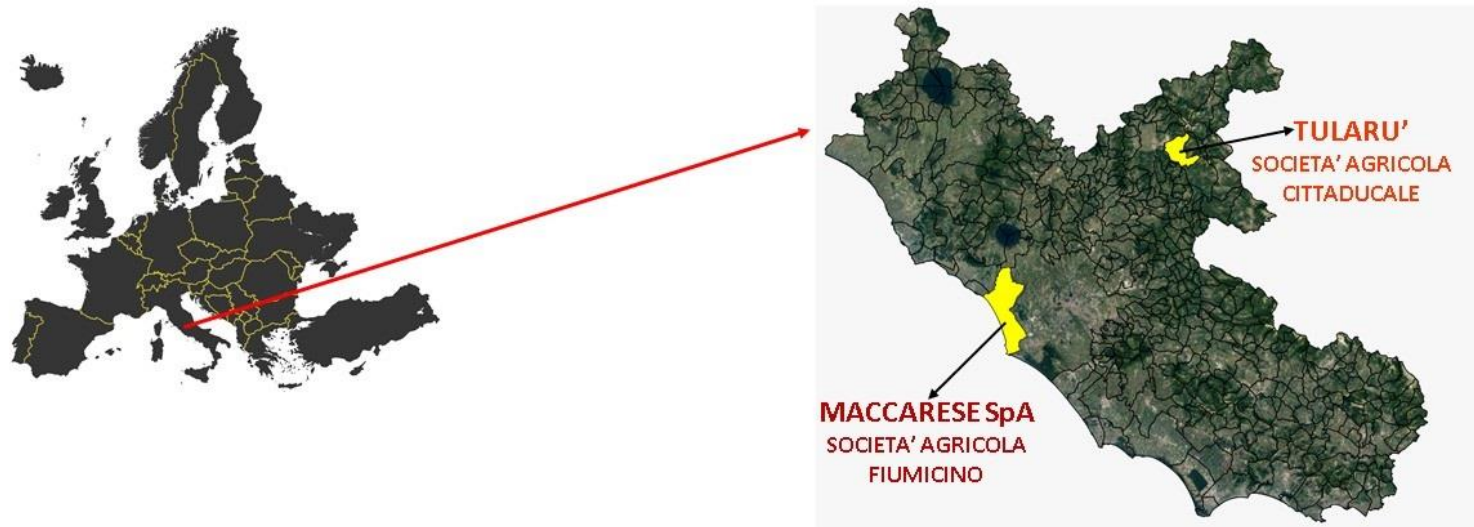 TULARU'
SOCIETA' AGRICOLA
CITTADUCALE
MACCARESE SpA
SOCIETA' AGRICOLA
FIUMICINO